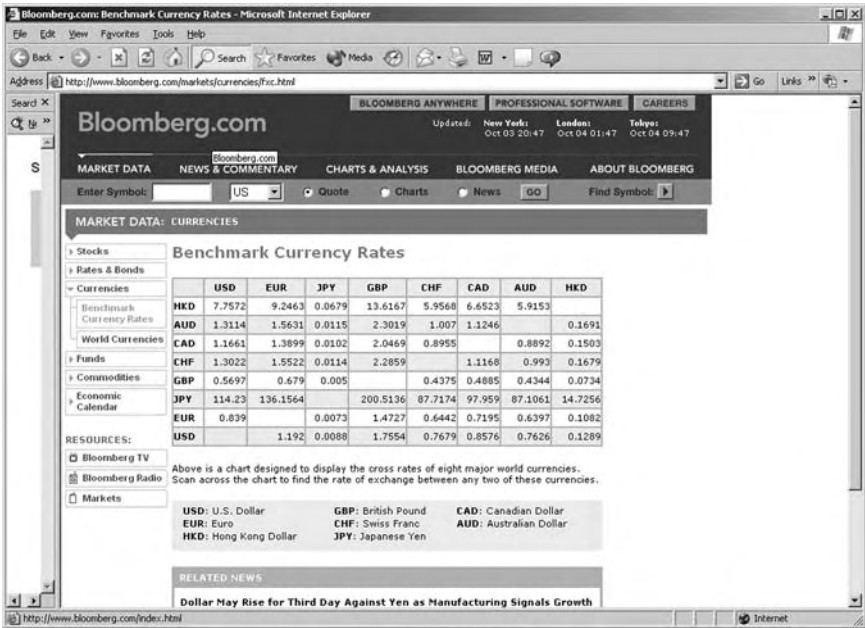 Bloomberg.com: Benchmark Currency Rates - Microsoft Internet Explorer
File Edit View Favorites Tools Help
Back Search Favorites Media
Address http://www.bloomberg.com/markets/currencies/fxc.html Go Links »
Search X
BLOOMBERG ANYWHERE PROFESSIONAL SOFTWARE CAREERS
Bloomberg.com
Updated: New York: London: Tokyo:
Oct 03 20:47 Oct 04 01:47 Oct 04 09:47
Bloomberg.com
MARKET DATA NEWS & COMMENTARY CHARTS & ANALYSIS BLOOMBERG MEDIA ABOUT BLOOMBERG
Enter Symbol: US Quote Charts News GO Find Symbol:
MARKET DATA: CURRENCIES
Stocks
Rates & Bonds
Currencies
Benchmark
Currency Rates
World Currencies
Funds
Commodities
Economic
Calendar
RESOURCES:
Bloomberg TV
Bloomberg Radio
Markets
Benchmark Currency Rates
USD EUR JPY GBP CHF CAD AUD HKD
HKD 7.7572 9.2463 0.0679 13.6167 5.9568 6.6523 5.9153
AUD 1.3114 1.5631 0.0115 2.3019 1.007 1.1246 0.1691
CAD 1.1661 1.3899 0.0102 2.0469 0.8955 0.8892 0.1503
CHF 1.3022 1.5522 0.0114 2.2859 1.1168 0.993 0.1679
GBP 0.5697 0.679 0.005 0.4375 0.4885 0.4344 0.0734
JPY 114.23 136.1564 200.5136 87.7174 97.959 87.1061 14.7256
EUR 0.839 0.0073 1.4727 0.6442 0.7195 0.6397 0.1082
USD 1.192 0.0088 1.7554 0.7679 0.8576 0.7626 0.1289
Above is a chart designed to display the cross rates of eight major world currencies.
Scan across the chart to find the rate of exchange between any two of these currencies.
USD: U.S. Dollar GBP: British Pound CAD: Canadian Dollar
EUR: Euro CHF: Swiss Franc AUD: Australian Dollar
HKD: Hong Kong Dollar JPY: Japanese Yen
RELATED NEWS
Dollar May Rise for Third Day Against Yen as Manufacturing Signals Growth
http://www.bloomberg.com/index.html Internet